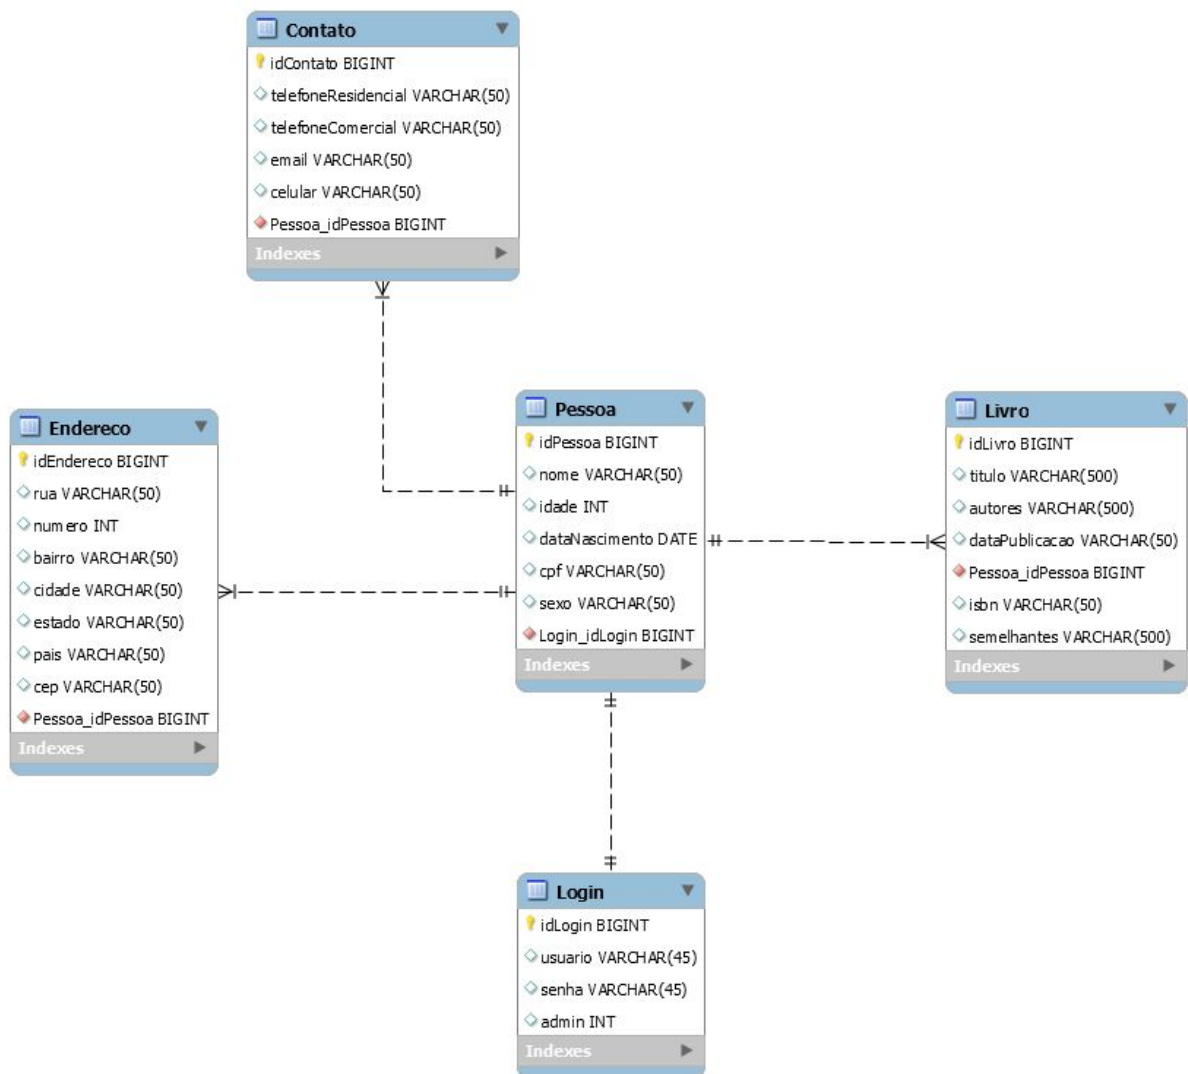 Contato
idContato BIGINT
telefoneResidencial VARCHAR(50)
telefoneComercial VARCHAR(50)
email VARCHAR(50)
celular VARCHAR(50)
Pessoa_idPessoa BIGINT
Indexes
Endereco
idEndereco BIGINT
rua VARCHAR(50)
numero INT
bairro VARCHAR(50)
cidade VARCHAR(50)
estado VARCHAR(50)
pais VARCHAR(50)
cep VARCHAR(50)
Pessoa_idPessoa BIGINT
Indexes
Pessoa
idPessoa BIGINT
nome VARCHAR(50)
idade INT
dataNascimento DATE
cpf VARCHAR(50)
sexo VARCHAR(50)
Login_idLogin BIGINT
Indexes
Livro
idLivro BIGINT
titulo VARCHAR(500)
autores VARCHAR(500)
dataPublicacao VARCHAR(50)
Pessoa_idPessoa BIGINT
isbn VARCHAR(50)
semelhantes VARCHAR(500)
Indexes
Login
idLogin BIGINT
usuario VARCHAR(45)
senha VARCHAR(45)
admin INT
Indexes